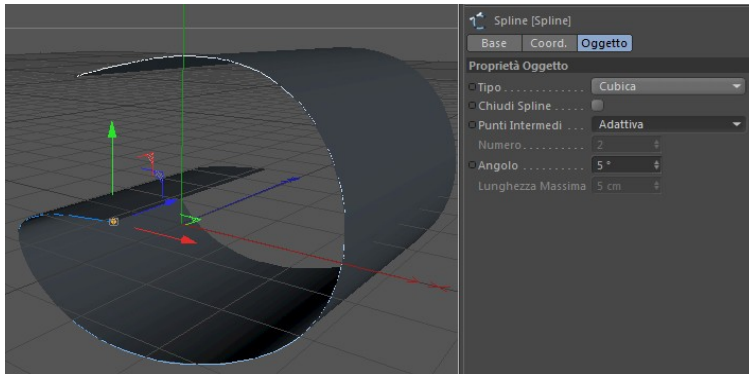 Spline [Spline]
Base Coord. Oggetto
Proprietà Oggetto
Tipo . . . . . . . . . . . . Cubica
Chiudi Spline . . . . .
Punti Intermedi . . . Adattiva
Numero. . . . . . . . . . 2
Angolo . . . . . . . . . . 5 °
Lunghezza Massima 5 cm